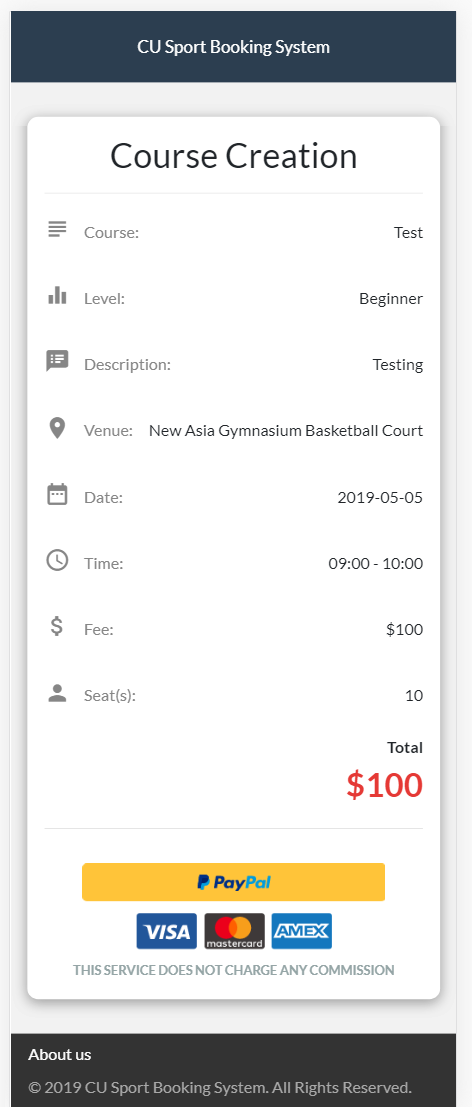 CU Sport Booking System
Course Creation
Course: Test
Level: Beginner
Description: Testing
Venue: New Asia Gymnasium Basketball Court
Date: 2019-05-05
Time: 09:00 - 10:00
Fee: $100
Seat(s): 10
Total
$100
PayPal
VISA mastercard AMEX
THIS SERVICE DOES NOT CHARGE ANY COMMISSION
About us
© 2019 CU Sport Booking System. All Rights Reserved.